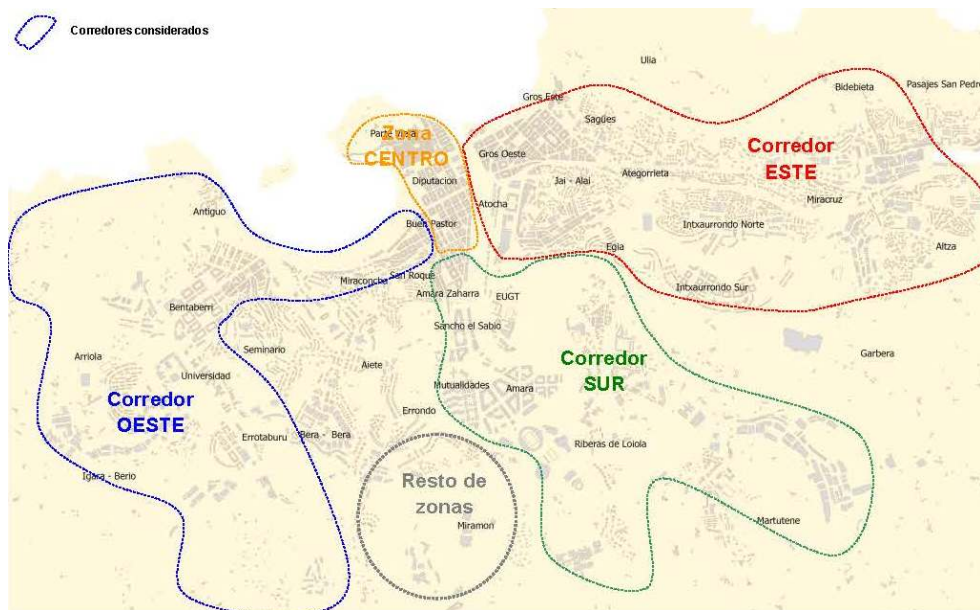 Corredores considerados
Ulia
Bidebieta
Pasajes San Pedro
Gros Este
Sagües
Parte Vieja
Zona
CENTRO
Gros Oeste
Corredor
ESTE
Diputacion
Jai - Alai
Ategorrieta
Miracruz
Atocha
Antiguo
Buen Pastor
Intxaurrondo Norte
Egia
Altza
Miraconcha
San Roque
Amara Zaharra
EUGT
Intxaurrondo Sur
Bentaberri
Sancho el Sabio
Seminario
Arriola
Aiete
Garbera
Universidad
Corredor
SUR
Mutualidades
Amara
Corredor
OESTE
Errondo
Errotaburu
Bera - Bera
Riberas de Loiola
Igara - Berio
Resto de
zonas
Miramon
Martutene